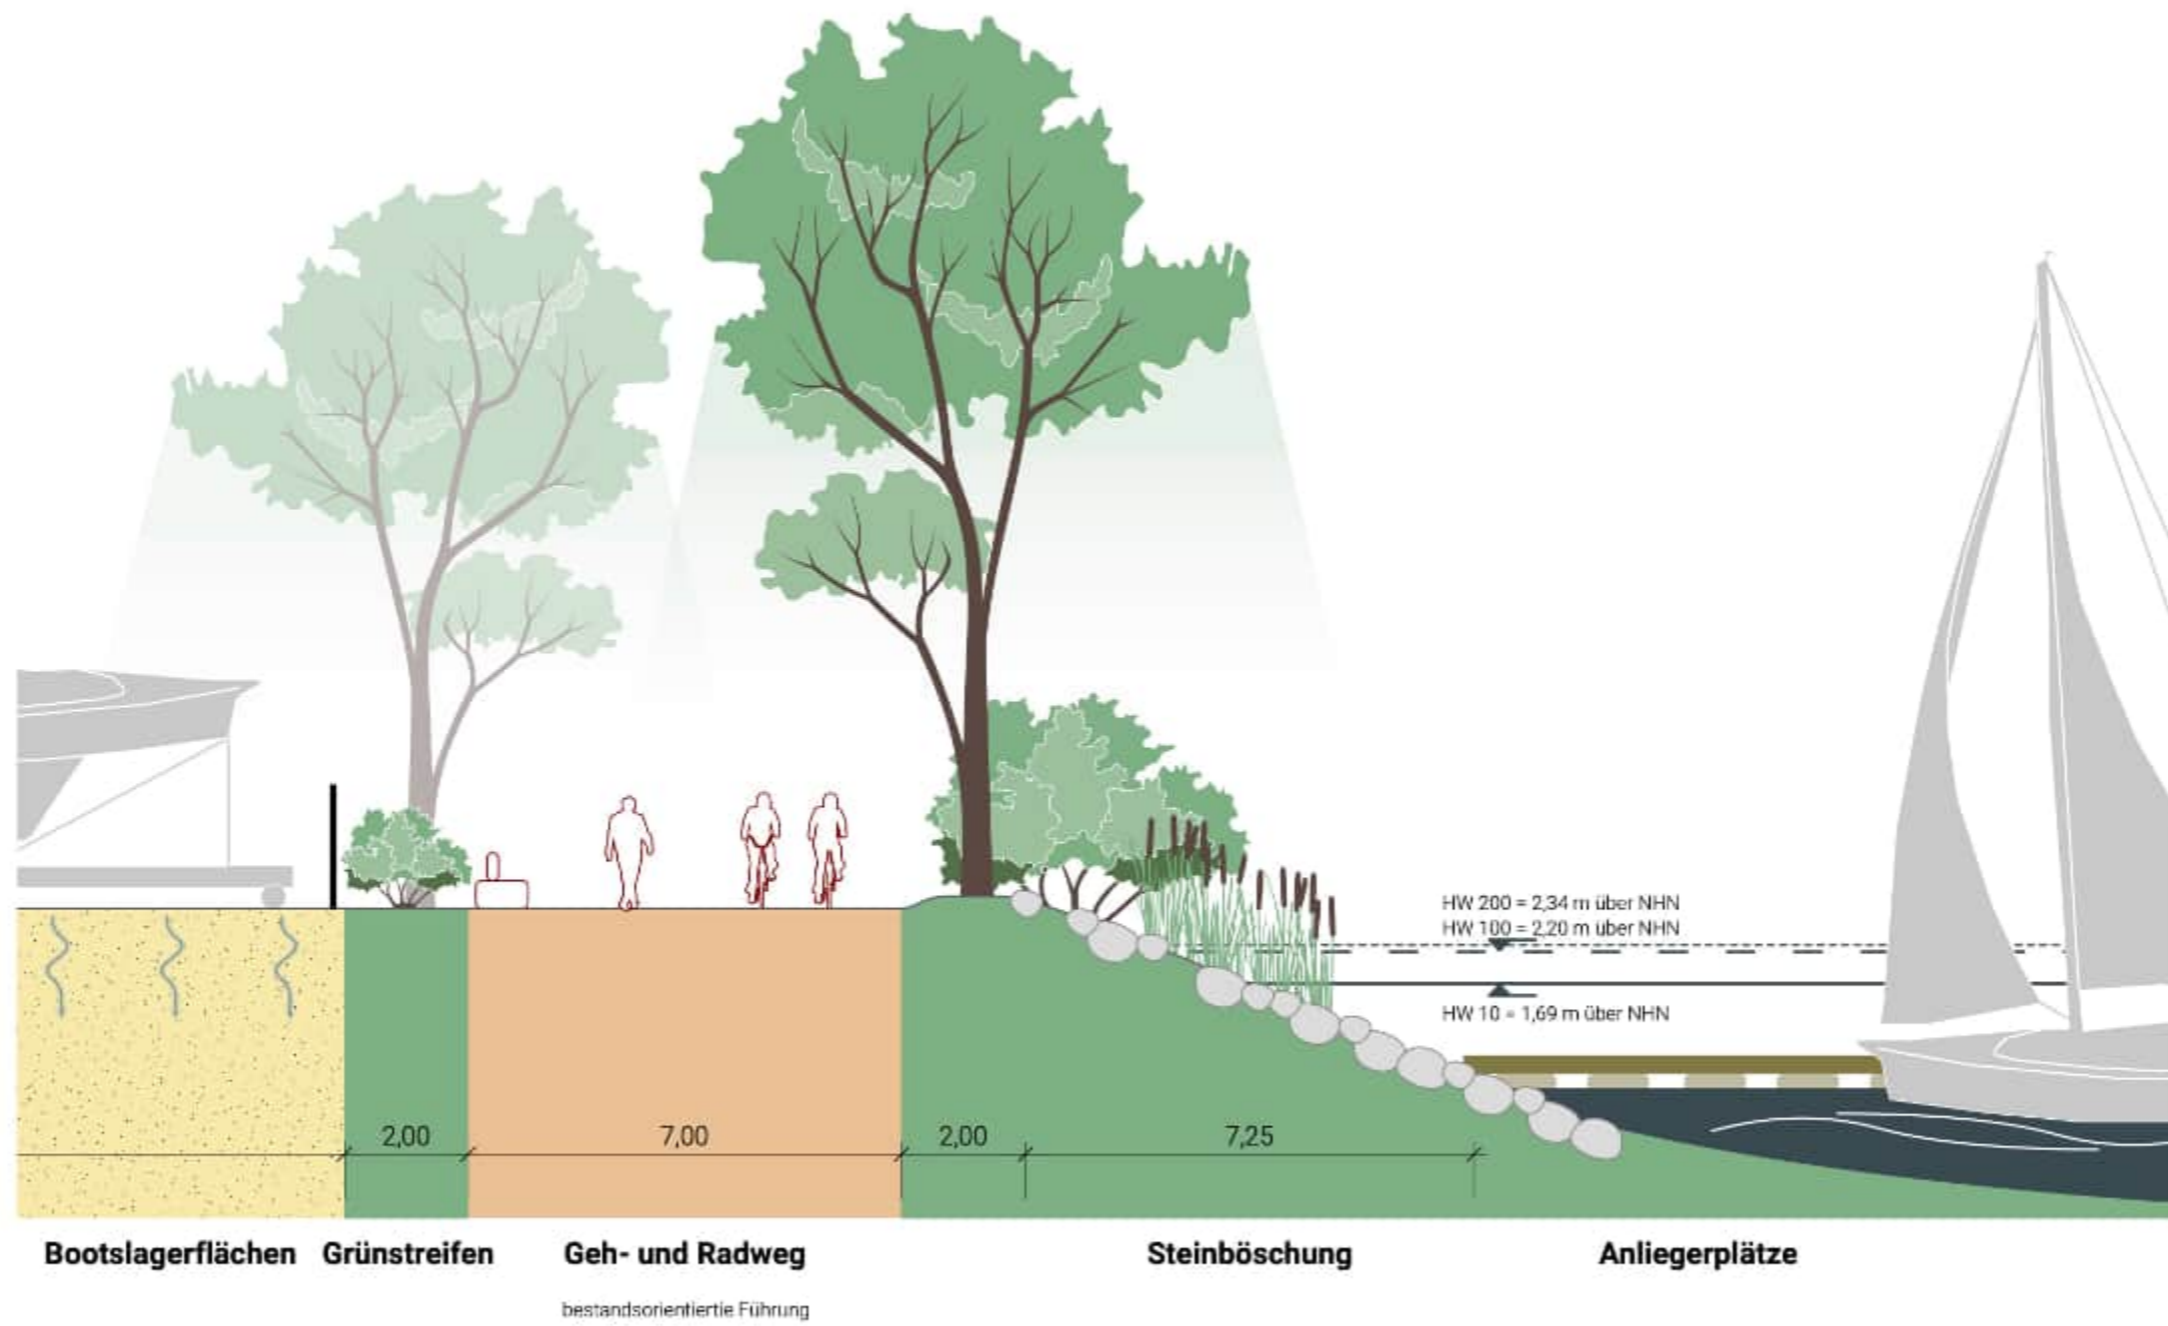 HW 200 = 2,34 m über NHN
HW 100 = 2,20 m über NHN
HW 10 = 1,69 m über NHN
2,00
7,00
2,00
7,25
Bootslagerflächen
Grünstreifen
Geh- und Radweg
Steinböschung
Anliegerplätze
bestandsorientiertie Führung